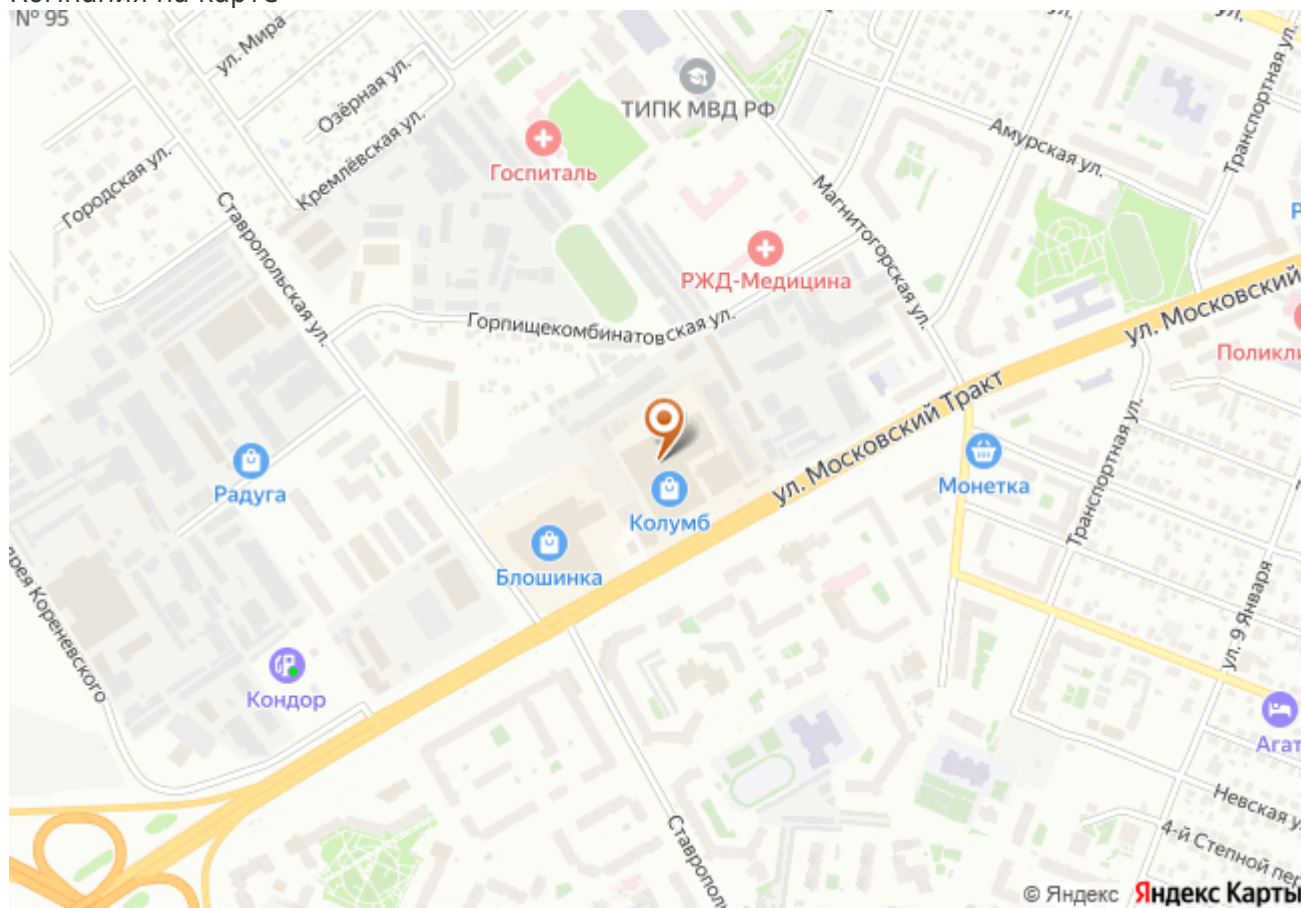 № 95
ул. Мира
Озёрная ул.
Кремлёвская ул.
Городская ул.
Ставропольская ул.
ТИПК МВД РФ
Госпиталь
РЖД-Медицина
Магнитогорская ул.
Амурская ул.
Транспортная ул.
Горпищекомбинатовская ул.
ул. Московский
Поликли
ул. Московский Тракт
Радуга
Колумб
Блошинка
Монетка
Транспортная ул.
ул. 9 Января
Кореневского
Кондор
Агат
Невская у
4-й Степной пер
Ставропол
© Яндекс Яндекс Карты